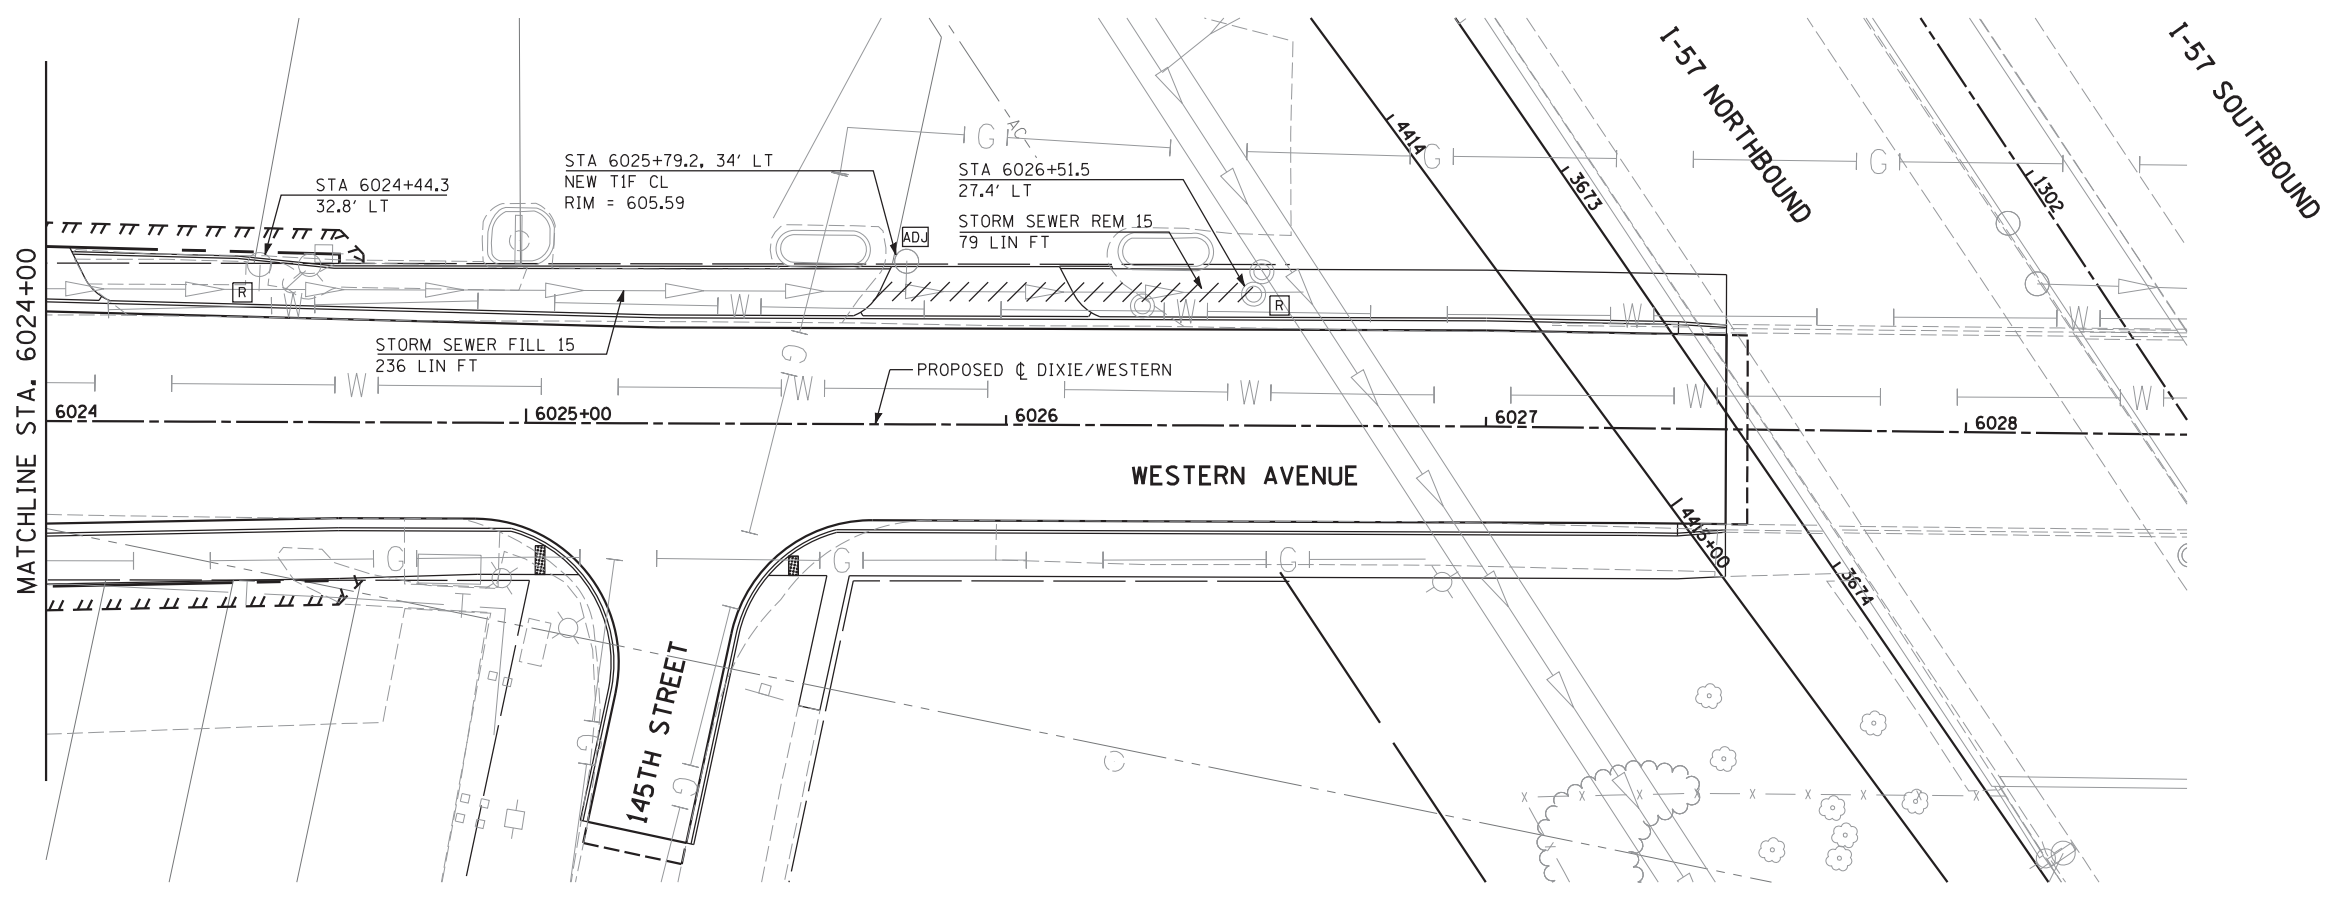 MATCHLINE STA. 6024+00
STA 6024+44.3
32.8' LT
STA 6025+79.2, 34' LT
NEW T1F CL
RIM = 605.59
ADJ
STA 6026+51.5
27.4' LT
STORM SEWER REM 15
79 LIN FT
AC
G
G
G
I-57 NORTHBOUND
I-57 SOUTHBOUND
4414
3673
1302
R
R
W
W
W
W
W
STORM SEWER FILL 15
236 LIN FT
G
PROPOSED ℄ DIXIE/WESTERN
W
W
W
W
W
6024
6025+00
6026
6027
6028
WESTERN AVENUE
4415+00
3674
G
G
G
145TH STREET
G
G
X X X X X X X X X